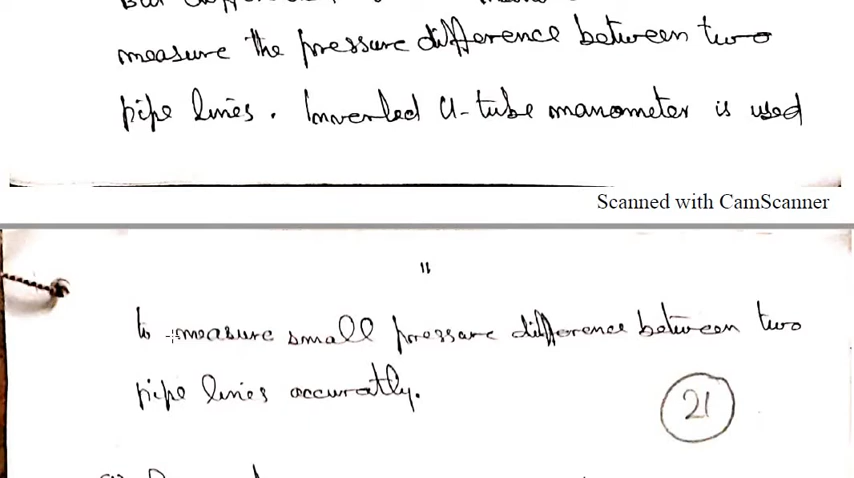 measure the pressure difference between two
pipe lines. Inverted U-tube manometer is used
Scanned with CamScanner
11
to measure small pressure difference between two
pipe lines accuratly.
21